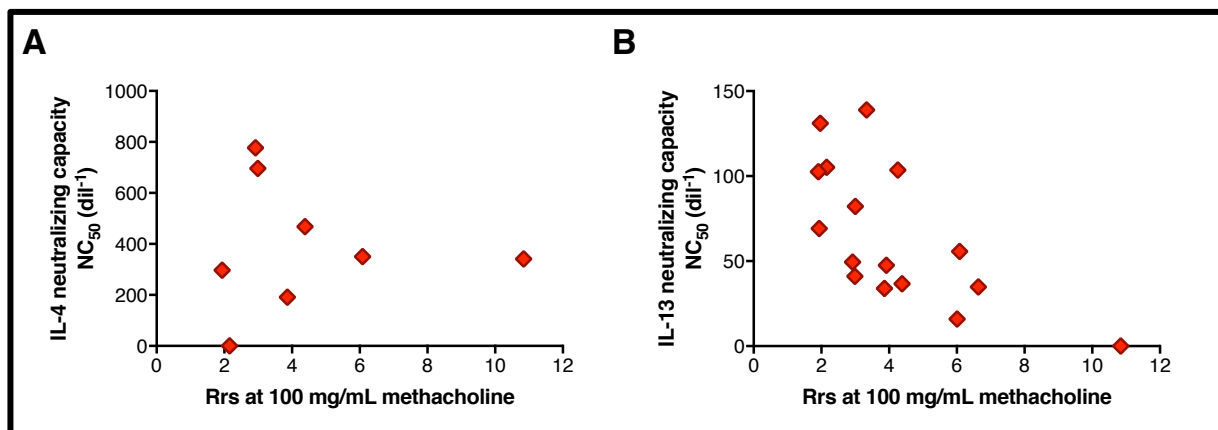 A
IL-4 neutralizing capacity
NC50 (dil-1)
1000
800
600
400
200
0
0 2 4 6 8 10 12
Rrs at 100 mg/mL methacholine
B
IL-13 neutralizing capacity
NC50 (dil-1)
150
100
50
0
0 2 4 6 8 10 12
Rrs at 100 mg/mL methacholine